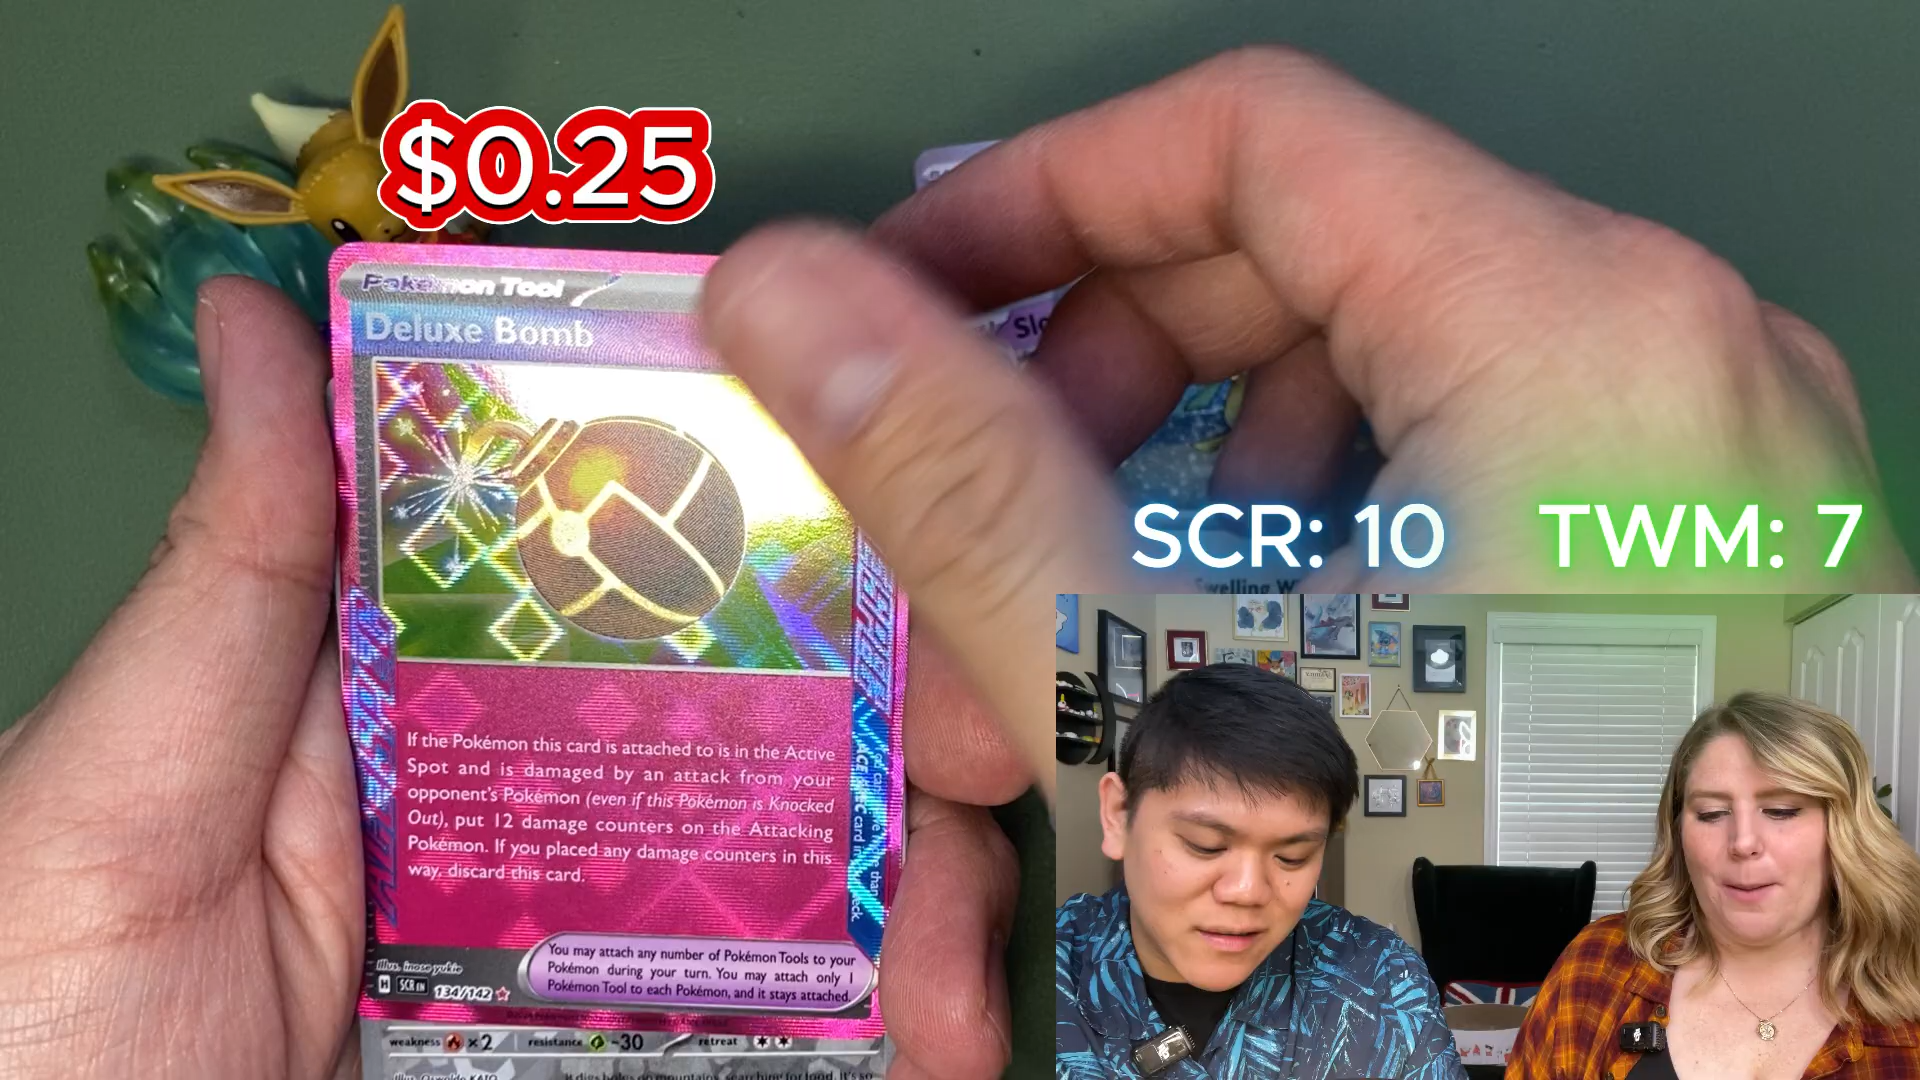 $0.25
Pokémon Tool
Deluxe Bomb
If the Pokémon this card is attached to is in the Active
Spot and is damaged by an attack from your
opponent's Pokémon (even if this Pokémon is Knocked
Out), put 12 damage counters on the Attacking
Pokémon. If you placed any damage counters in this
way, discard this card.
You may attach any number of Pokémon Tools to your
Pokémon during your turn. You may attach only 1
Pokémon Tool to each Pokémon, and it stays attached.
Illus. inose yukie
H SCR EN 134/142
weakness ×2 resistance -30 retreat
SCR: 10 TWM: 7